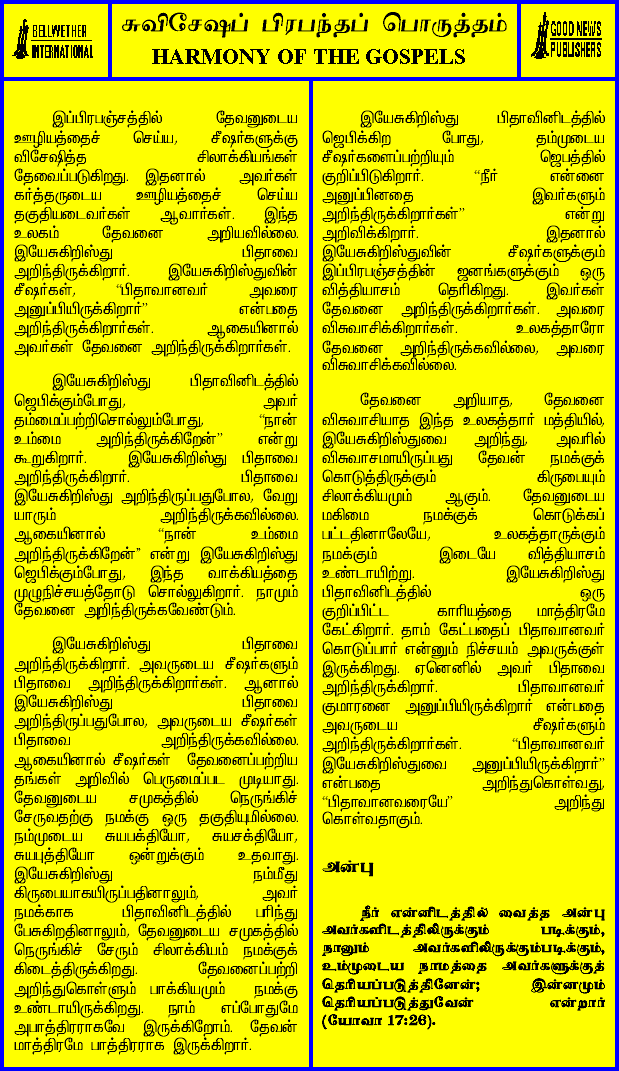 BELLWETHER
INTERNATIONAL
சுவிசேஷப் பிரபந்தப் பொருத்தம்
HARMONY OF THE GOSPELS
GOOD NEWS
PUBLISHERS
இப்பிரபஞ்சத்தில் தேவனுடைய
ஊழியத்தைச் செய்ய, சீஷர்களுக்கு
விசேஷித்த சிலாக்கியங்கள்
தேவைப்படுகிறது. இதனால் அவர்கள்
கர்த்தருடைய ஊழியத்தைச் செய்ய
தகுதியடைவர்கள் ஆவார்கள். இந்த
உலகம் தேவனை அறியவில்லை.
இயேசுகிறிஸ்து பிதாவை
அறிந்திருக்கிறார். இயேசுகிறிஸ்துவின்
சீஷர்கள், “பிதாவானவர் அவரை
அனுப்பியிருக்கிறார்” என்பதை
அறிந்திருக்கிறார்கள். ஆகையினால்
அவர்கள் தேவனை அறிந்திருக்கிறார்கள்.
இயேசுகிறிஸ்து பிதாவினிடத்தில்
ஜெபிக்கும்போது, அவர்
தம்மைப்பற்றிசொல்லும்போது, “நான்
உம்மை அறிந்திருக்கிறேன்” என்று
கூறுகிறார். இயேசுகிறிஸ்து பிதாவை
அறிந்திருக்கிறார். பிதாவை
இயேசுகிறிஸ்து அறிந்திருப்பதுபோல, வேறு
யாரும் அறிந்திருக்கவில்லை.
ஆகையினால் “நான் உம்மை
அறிந்திருக்கிறேன்” என்று இயேசுகிறிஸ்து
ஜெபிக்கும்போது, இந்த வாக்கியத்தை
முழுநிச்சயத்தோடு சொல்லுகிறார். நாமும்
தேவனை அறிந்திருக்கவேண்டும்.
இயேசுகிறிஸ்து பிதாவை
அறிந்திருக்கிறார். அவருடைய சீஷர்களும்
பிதாவை அறிந்திருக்கிறார்கள். ஆனால்
இயேசுகிறிஸ்து பிதாவை
அறிந்திருப்பதுபோல, அவருடைய சீஷர்கள்
பிதாவை அறிந்திருக்கவில்லை.
ஆகையினால் சீஷர்கள் தேவனைப்பற்றிய
தங்கள் அறிவில் பெருமைப்பட முடியாது.
தேவனுடைய சமுகத்தில் நெருங்கிச்
சேருவதற்கு நமக்கு ஒரு தகுதியுமில்லை.
நம்முடைய சுயபக்தியோ, சுயசக்தியோ,
சுயபுத்தியோ ஒன்றுக்கும் உதவாது.
இயேசுகிறிஸ்து நம்மீது
கிருபையாகயிருப்பதினாலும், அவர்
நமக்காக பிதாவினிடத்தில் பரிந்து
பேசுகிறதினாலும், தேவனுடைய சமுகத்தில்
நெருங்கிச் சேரும் சிலாக்கியம் நமக்குக்
கிடைத்திருக்கிறது. தேவனைப்பற்றி
அறிந்துகொள்ளும் பாக்கியமும் நமக்கு
உண்டாயிருக்கிறது. நாம் எப்போதுமே
அபாத்திரராகவே இருக்கிறோம். தேவன்
மாத்திரமே பாத்திரராக இருக்கிறார்.
இயேசுகிறிஸ்து பிதாவினிடத்தில்
ஜெபிக்கிற போது, தம்முடைய
சீஷர்களைப்பற்றியும் ஜெபத்தில்
குறிப்பிடுகிறார். “நீர் என்னை
அனுப்பினதை இவர்களும்
அறிந்திருக்கிறார்கள்” என்று
அறிவிக்கிறார். இதனால்
இயேசுகிறிஸ்துவின் சீஷர்களுக்கும்
இப்பிரபஞ்சத்தின் ஜனங்களுக்கும் ஒரு
வித்தியாசம் தெரிகிறது. இவர்கள்
தேவனை அறிந்திருக்கிறார்கள். அவரை
விசுவாசிக்கிறார்கள். உலகத்தாரோ
தேவனை அறிந்திருக்கவில்லை, அவரை
விசுவாசிக்கவில்லை.
தேவனை அறியாத, தேவனை
விசுவாசியாத இந்த உலகத்தார் மத்தியில்,
இயேசுகிறிஸ்துவை அறிந்து, அவரில்
விசுவாசமாயிருப்பது தேவன் நமக்குக்
கொடுத்திருக்கும் கிருபையும்
சிலாக்கியமும் ஆகும். தேவனுடைய
மகிமை நமக்குக் கொடுக்கப்
பட்டதினாலேயே, உலகத்தாருக்கும்
நமக்கும் இடையே வித்தியாசம்
உண்டாயிற்று. இயேசுகிறிஸ்து
பிதாவினிடத்தில் ஒரு
குறிப்பிட்ட காரியத்தை மாத்திரமே
கேட்கிறார். தாம் கேட்பதைப் பிதாவானவர்
கொடுப்பார் என்னும் நிச்சயம் அவருக்குள்
இருக்கிறது. ஏனெனில் அவர் பிதாவை
அறிந்திருக்கிறார். பிதாவானவர்
குமாரனை அனுப்பியிருக்கிறார் என்பதை
அவருடைய சீஷர்களும்
அறிந்திருக்கிறார்கள். “பிதாவானவர்
இயேசுகிறிஸ்துவை அனுப்பியிருக்கிறார்”
என்பதை அறிந்துகொள்வது,
“பிதாவானவரையே” அறிந்து
கொள்வதாகும்.
அன்பு
நீர் என்னிடத்தில் வைத்த அன்பு
அவர்களிடத்திலிருக்கும் படிக்கும்,
நானும் அவர்களிலிருக்கும்படிக்கும்,
உம்முடைய நாமத்தை அவர்களுக்குத்
தெரியப்படுத்தினேன்; இன்னமும்
தெரியப்படுத்துவேன் என்றார்
(யோவா 17:26).